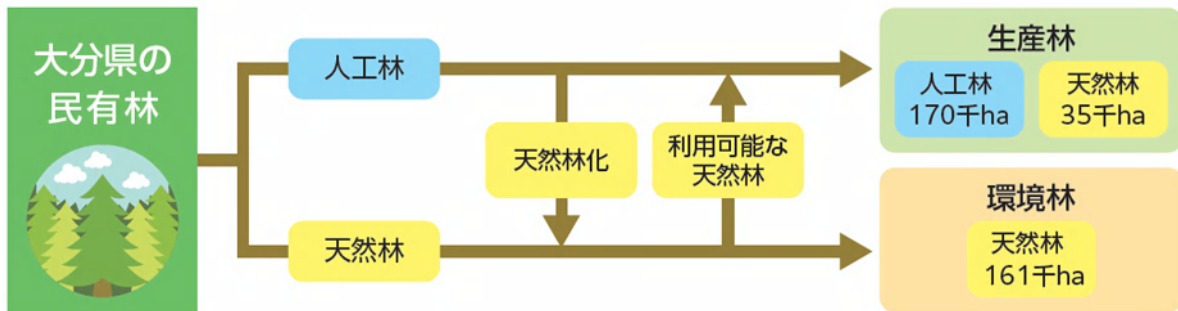 大分県の
民有林
人工林
天然林
天然林化
利用可能な
天然林
生産林
人工林
170千ha
天然林
35千ha
環境林
天然林
161千ha